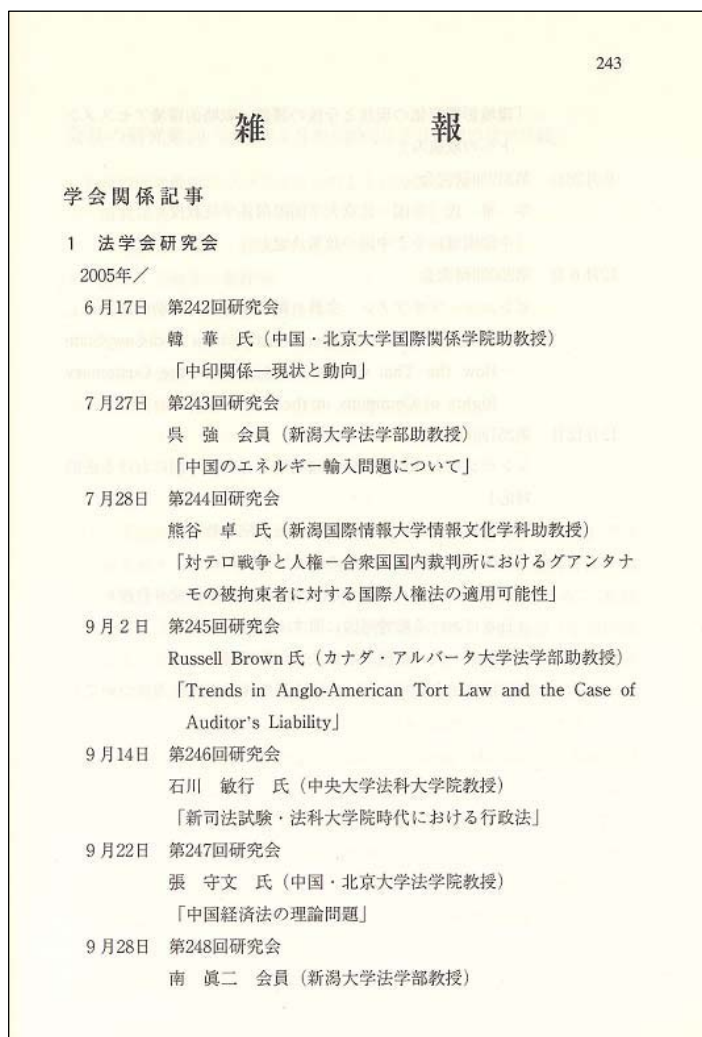 243
雑 報
学会関係記事
1 法学会研究会
2005年／
6月17日 第242回研究会
韓 華 氏（中国・北京大学国際関係学院助教授）
「中印関係―現状と動向」
7月27日 第243回研究会
呉 強 会員（新潟大学法学部助教授）
「中国のエネルギー輸入問題について」
7月28日 第244回研究会
熊谷 卓 氏（新潟国際情報大学情報文化学科助教授）
「対テロ戦争と人権－合衆国国内裁判所におけるグアンタナ
モの被拘束者に対する国際人権法の適用可能性」
9月2日 第245回研究会
Russell Brown 氏（カナダ・アルバータ大学法学部助教授）
「Trends in Anglo-American Tort Law and the Case of
Auditor's Liability」
9月14日 第246回研究会
石川 敏行 氏（中央大学法科大学院教授）
「新司法試験・法科大学院時代における行政法」
9月22日 第247回研究会
張 守文 氏（中国・北京大学法学院教授）
「中国経済法の理論問題」
9月28日 第248回研究会
南 眞二 会員（新潟大学法学部教授）